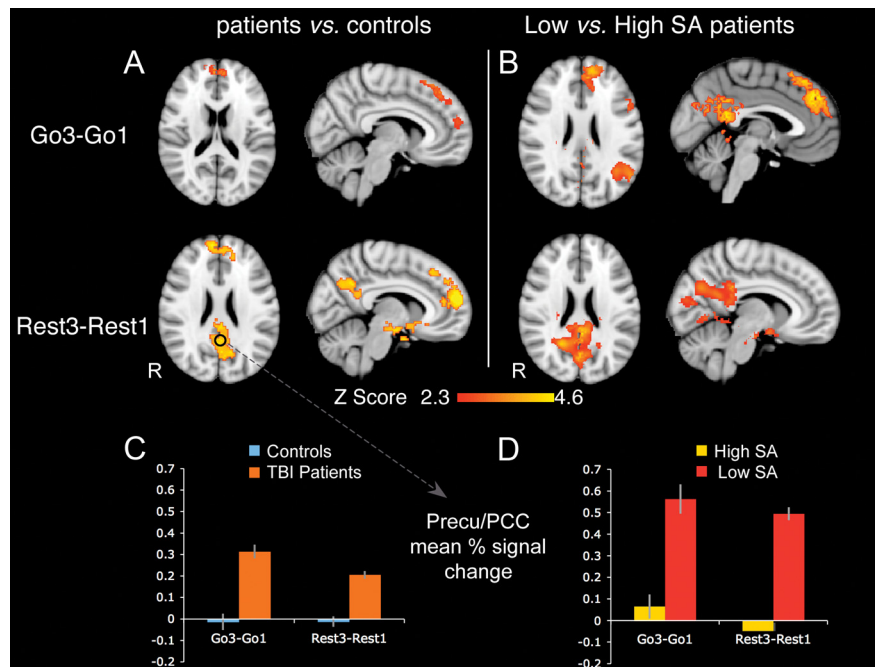 patients vs. controls
Low vs. High SA patients
A
B
Go3-Go1
Rest3-Rest1
R
R
Z Score 2.3 4.6
C
Controls
TBI Patients
0.7
0.6
0.5
0.4
0.3
0.2
0.1
0
-0.1
-0.2
Go3-Go1
Rest3-Rest1
Precu/PCC
mean % signal
change
D
High SA
Low SA
0.7
0.6
0.5
0.4
0.3
0.2
0.1
0
-0.1
-0.2
Go3-Go1
Rest3-Rest1